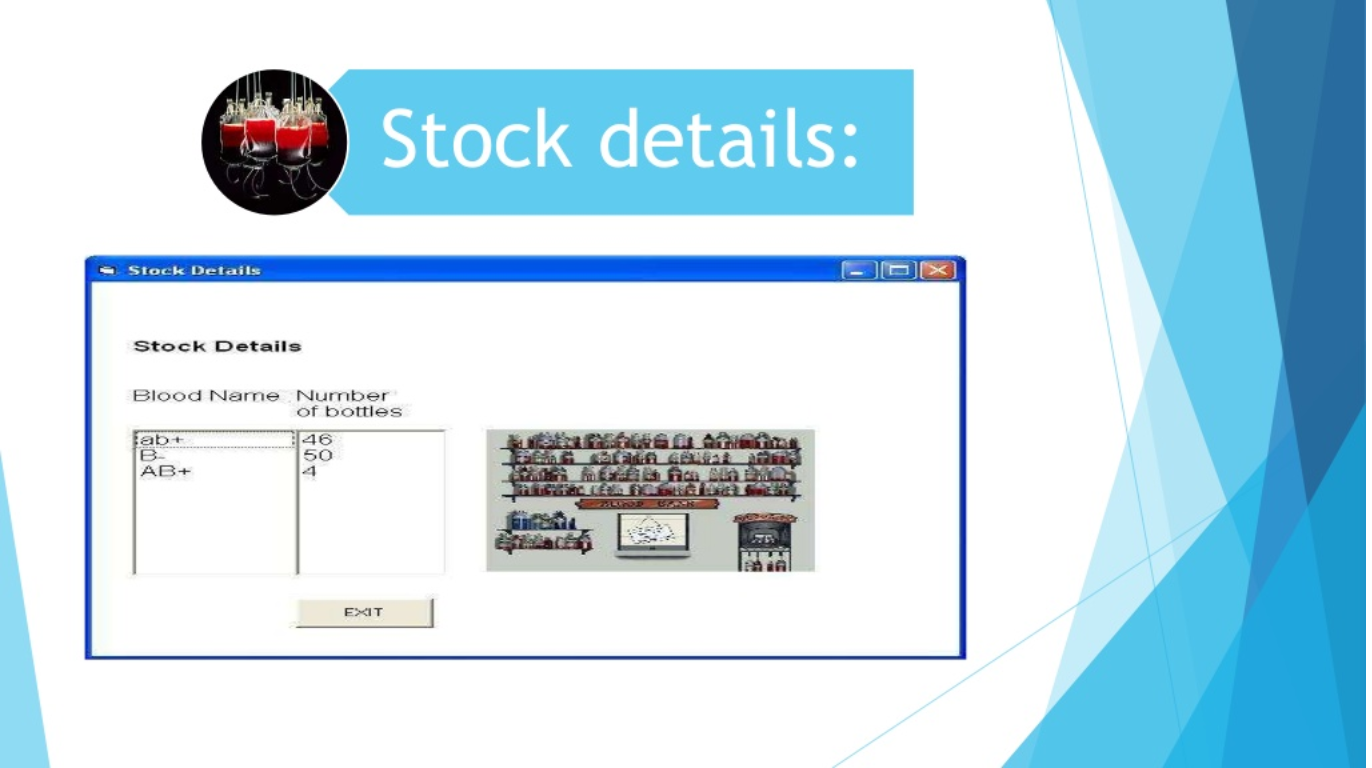 Stock details:
Stock Details
Stock Details
Blood Name Number
of bottles
ab+ 46
B- 50
AB+ 4
BLOOD BANK
EXIT